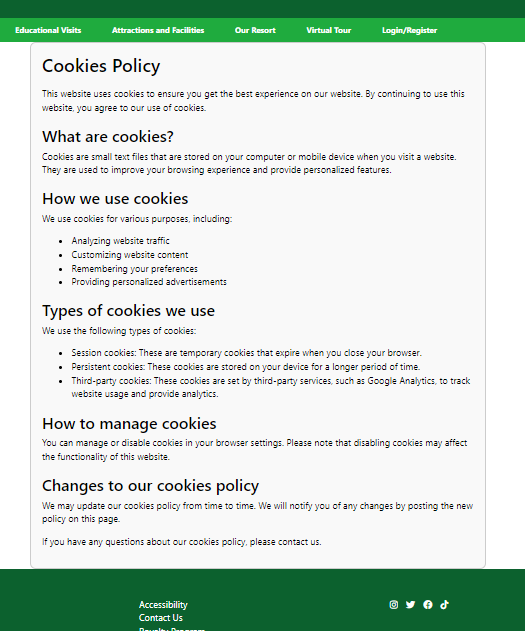 Educational Visits Attractions and Facilities Our Resort Virtual Tour Login/Register
Cookies Policy
This website uses cookies to ensure you get the best experience on our website. By continuing to use this
website, you agree to our use of cookies.
What are cookies?
Cookies are small text files that are stored on your computer or mobile device when you visit a website.
They are used to improve your browsing experience and provide personalized features.
How we use cookies
We use cookies for various purposes, including:
• Analyzing website traffic
• Customizing website content
• Remembering your preferences
• Providing personalized advertisements
Types of cookies we use
We use the following types of cookies:
• Session cookies: These are temporary cookies that expire when you close your browser.
• Persistent cookies: These cookies are stored on your device for a longer period of time.
• Third-party cookies: These cookies are set by third-party services, such as Google Analytics, to track
website usage and provide analytics.
How to manage cookies
You can manage or disable cookies in your browser settings. Please note that disabling cookies may affect
the functionality of this website.
Changes to our cookies policy
We may update our cookies policy from time to time. We will notify you of any changes by posting the new
policy on this page.
If you have any questions about our cookies policy, please contact us.
Accessibility
Contact Us
Royalty Program